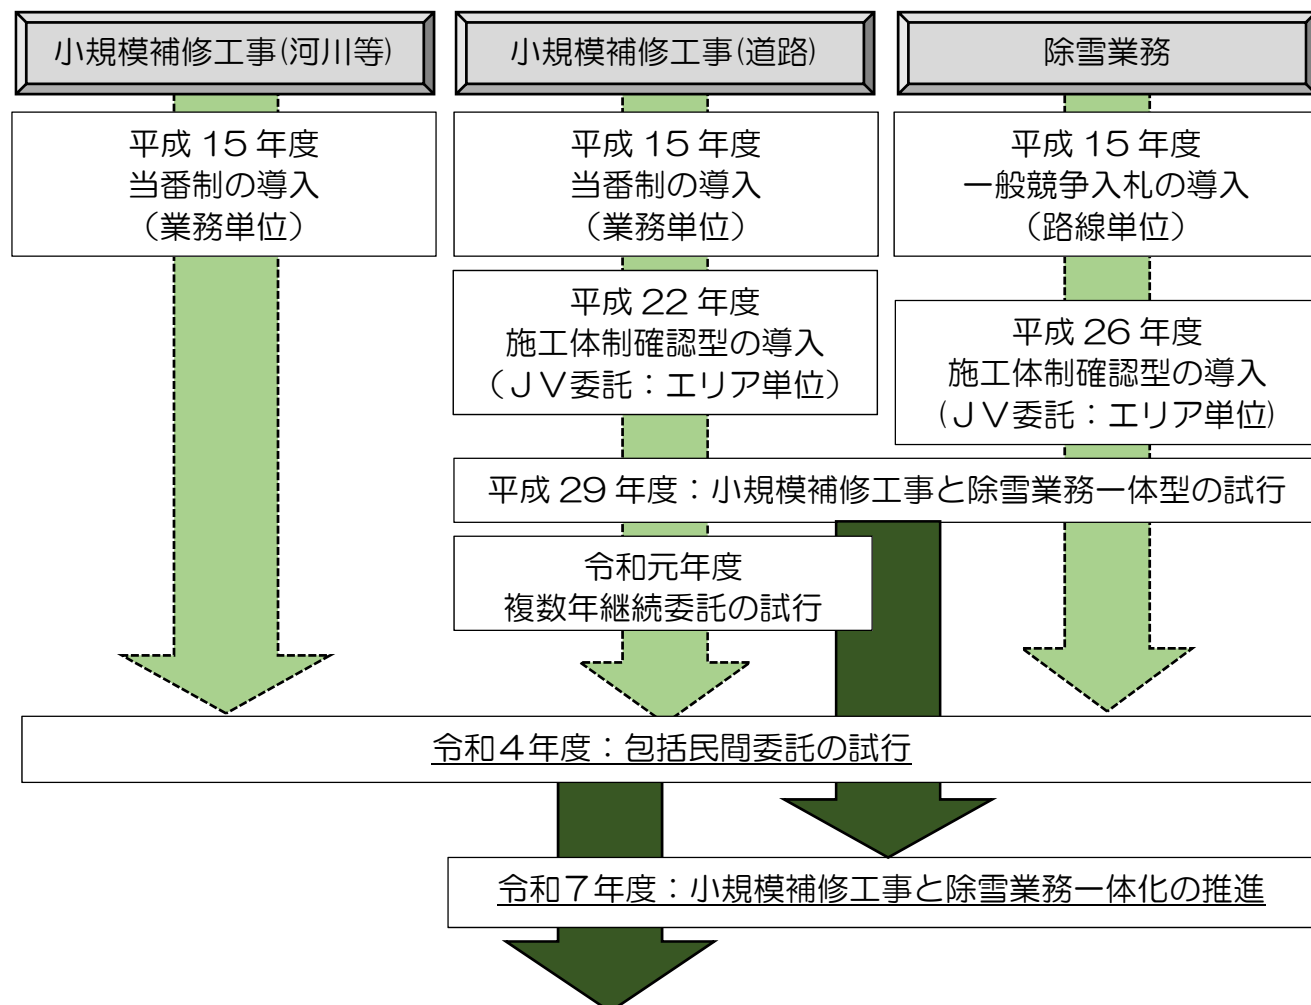 小規模補修工事(河川等)
小規模補修工事(道路)
除雪業務
平成 15 年度
当番制の導入
（業務単位）
平成 15 年度
当番制の導入
（業務単位）
平成 15 年度
一般競争入札の導入
（路線単位）
平成 22 年度
施工体制確認型の導入
（ＪＶ委託：エリア単位）
平成 26 年度
施工体制確認型の導入
(ＪＶ委託：エリア単位)
平成 29 年度：小規模補修工事と除雪業務一体型の試行
令和元年度
複数年継続委託の試行
令和４年度：包括民間委託の試行
令和７年度：小規模補修工事と除雪業務一体化の推進